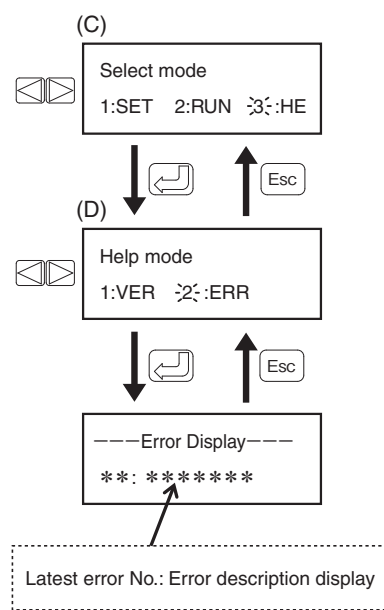 (C)
Select mode
1:SET 2:RUN 3:HE
Esc
(D)
Help mode
1:VER 2:ERR
Esc
---Error Display---
**: *******
Latest error No.: Error description display